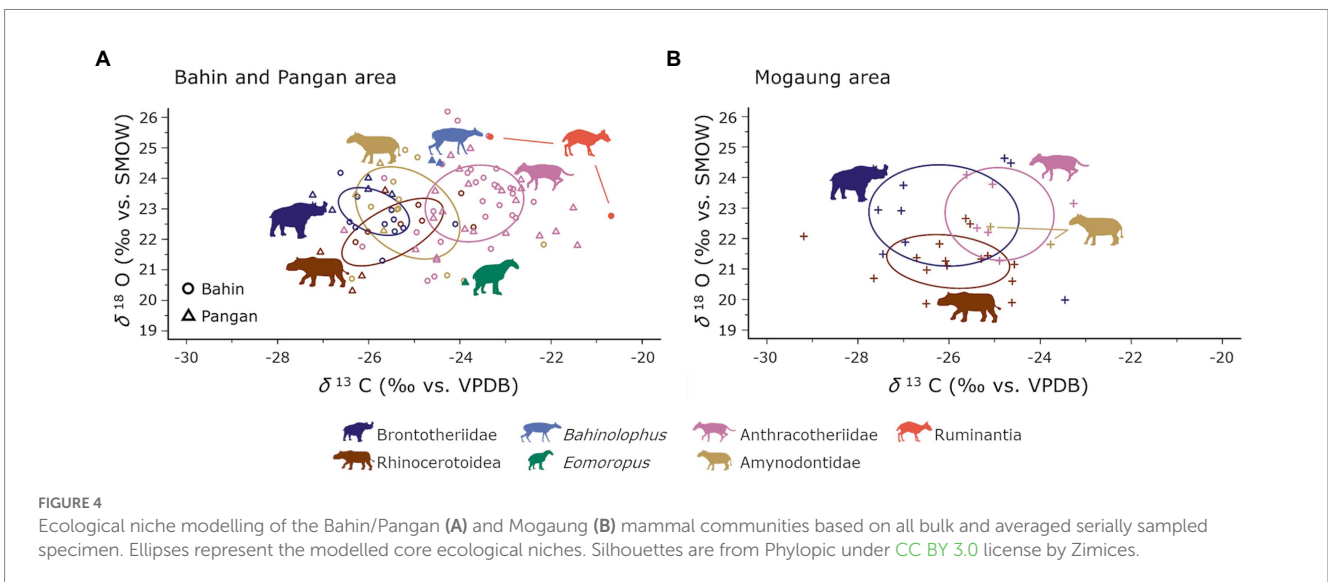 A
Bahin and Pangan area
δ 18 O (‰ vs. SMOW)
26
25
24
23
22
21
20
19
Bahin
Pangan
-30 -28 -26 -24 -22 -20
δ 13 C (‰ vs. VPDB)
B
Mogaung area
δ 18 O (‰ vs. SMOW)
26
25
24
23
22
21
20
19
-30 -28 -26 -24 -22 -20
δ 13 C (‰ vs. VPDB)
Brontotheriidae Bahinolophus Anthracotheriidae Ruminantia
Rhinocerotoidea Eomoropus Amynodontidae
FIGURE 4
Ecological niche modelling of the Bahin/Pangan (A) and Mogaung (B) mammal communities based on all bulk and averaged serially sampled
specimen. Ellipses represent the modelled core ecological niches. Silhouettes are from Phylopic under CC BY 3.0 license by Zimices.